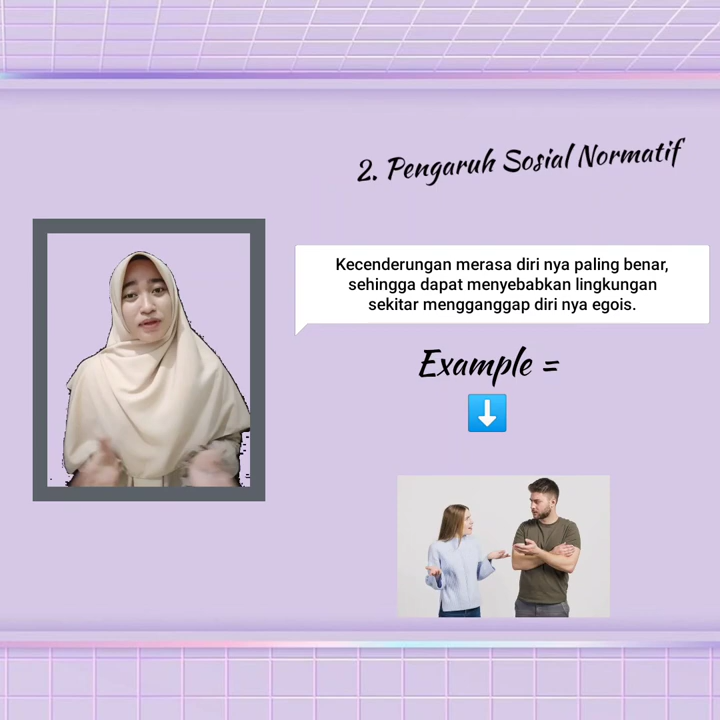 2. Pengaruh Sosial Normatif
Kecenderungan merasa diri nya paling benar,
sehingga dapat menyebabkan lingkungan
sekitar mengganggap diri nya egois.
Example =